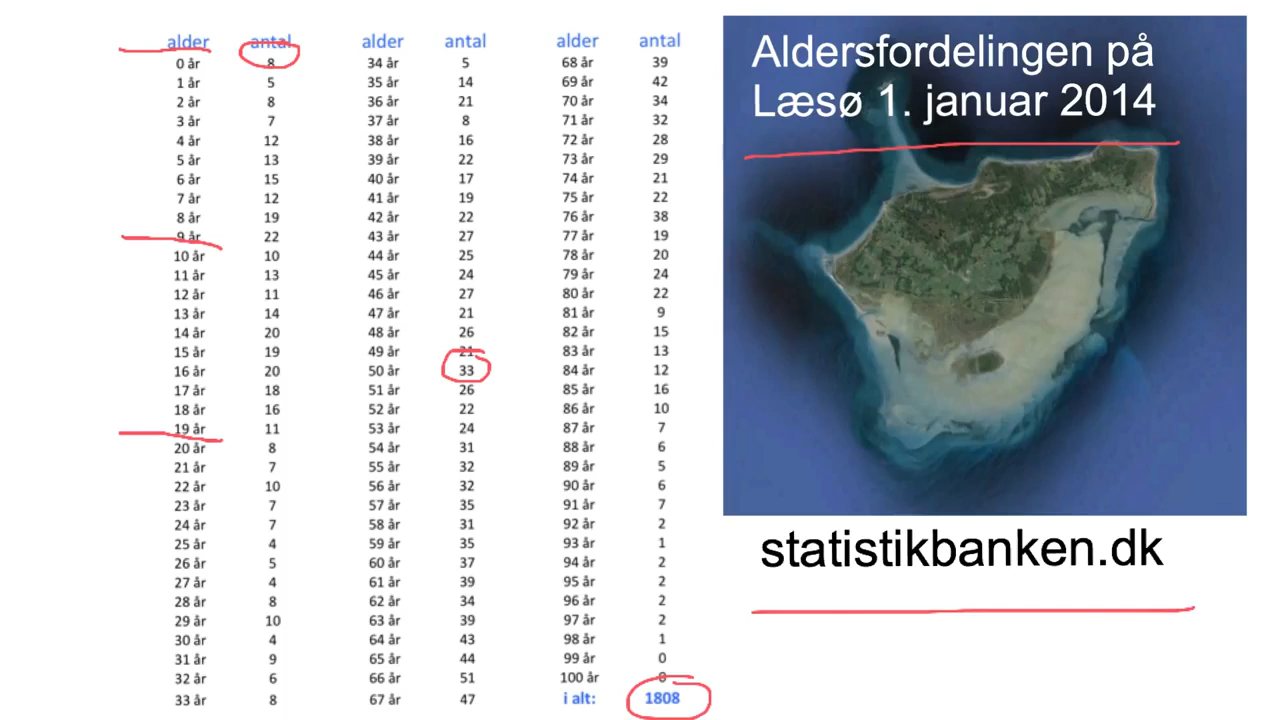 alder antal alder antal alder antal
0 år 8 34 år 5 68 år 39
1 år 5 35 år 14 69 år 42
2 år 8 36 år 21 70 år 34
3 år 7 37 år 8 71 år 32
4 år 12 38 år 16 72 år 28
5 år 13 39 år 22 73 år 29
6 år 15 40 år 17 74 år 21
7 år 12 41 år 19 75 år 22
8 år 19 42 år 22 76 år 38
9 år 22 43 år 27 77 år 19
10 år 10 44 år 25 78 år 20
11 år 13 45 år 24 79 år 24
12 år 11 46 år 27 80 år 22
13 år 14 47 år 21 81 år 9
14 år 20 48 år 26 82 år 15
15 år 19 49 år 21 83 år 13
16 år 20 50 år 33 84 år 12
17 år 18 51 år 26 85 år 16
18 år 16 52 år 22 86 år 10
19 år 11 53 år 24 87 år 7
20 år 8 54 år 31 88 år 6
21 år 7 55 år 32 89 år 5
22 år 10 56 år 32 90 år 6
23 år 7 57 år 35 91 år 7
24 år 7 58 år 31 92 år 2
25 år 4 59 år 35 93 år 1
26 år 5 60 år 37 94 år 2
27 år 4 61 år 39 95 år 2
28 år 8 62 år 34 96 år 2
29 år 10 63 år 39 97 år 2
30 år 4 64 år 43 98 år 1
31 år 9 65 år 44 99 år 0
32 år 6 66 år 51 100 år 0
33 år 8 67 år 47 i alt: 1808
Aldersfordelingen på
Læsø 1. januar 2014
statistikbanken.dk